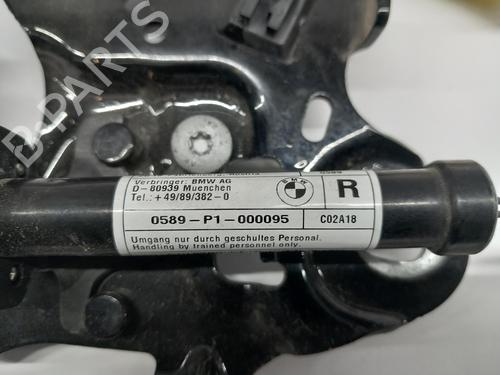 Verbringer: BMW AG
D-80939 Muenchen
Tel.: +49/89/382-0
BMW
R
0589-P1-000095
C02A18
Umgang nur durch geschultes Personal.
Handling by trained personnel only.
B-PARTS